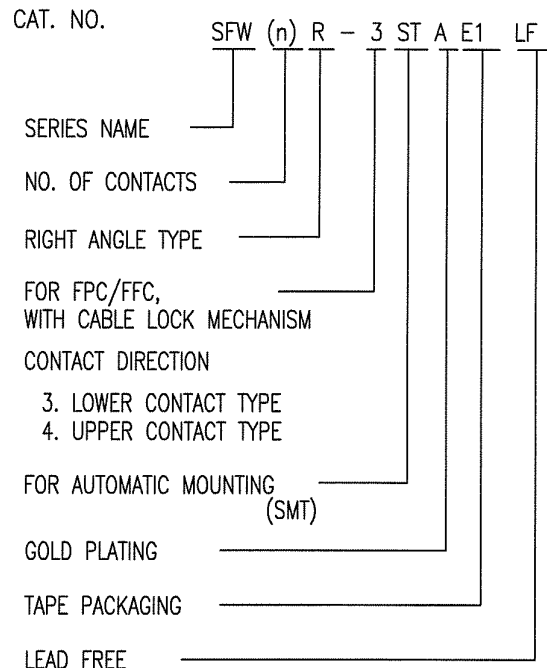 CAT. NO.
SFW (n) R - 3 ST A E1 LF
SERIES NAME
NO. OF CONTACTS
RIGHT ANGLE TYPE
FOR FPC/FFC,
WITH CABLE LOCK MECHANISM
CONTACT DIRECTION
3. LOWER CONTACT TYPE
4. UPPER CONTACT TYPE
FOR AUTOMATIC MOUNTING
(SMT)
GOLD PLATING
TAPE PACKAGING
LEAD FREE